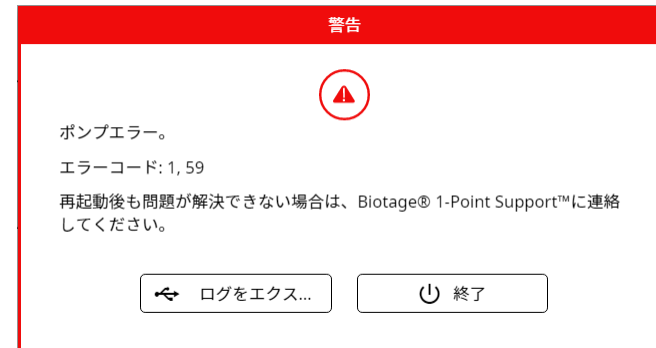 警告
ポンプエラー。
エラーコード: 1, 59
再起動後も問題が解決できない場合は、Biotage® 1-Point Support™に連絡
してください。
ログをエクス...
終了